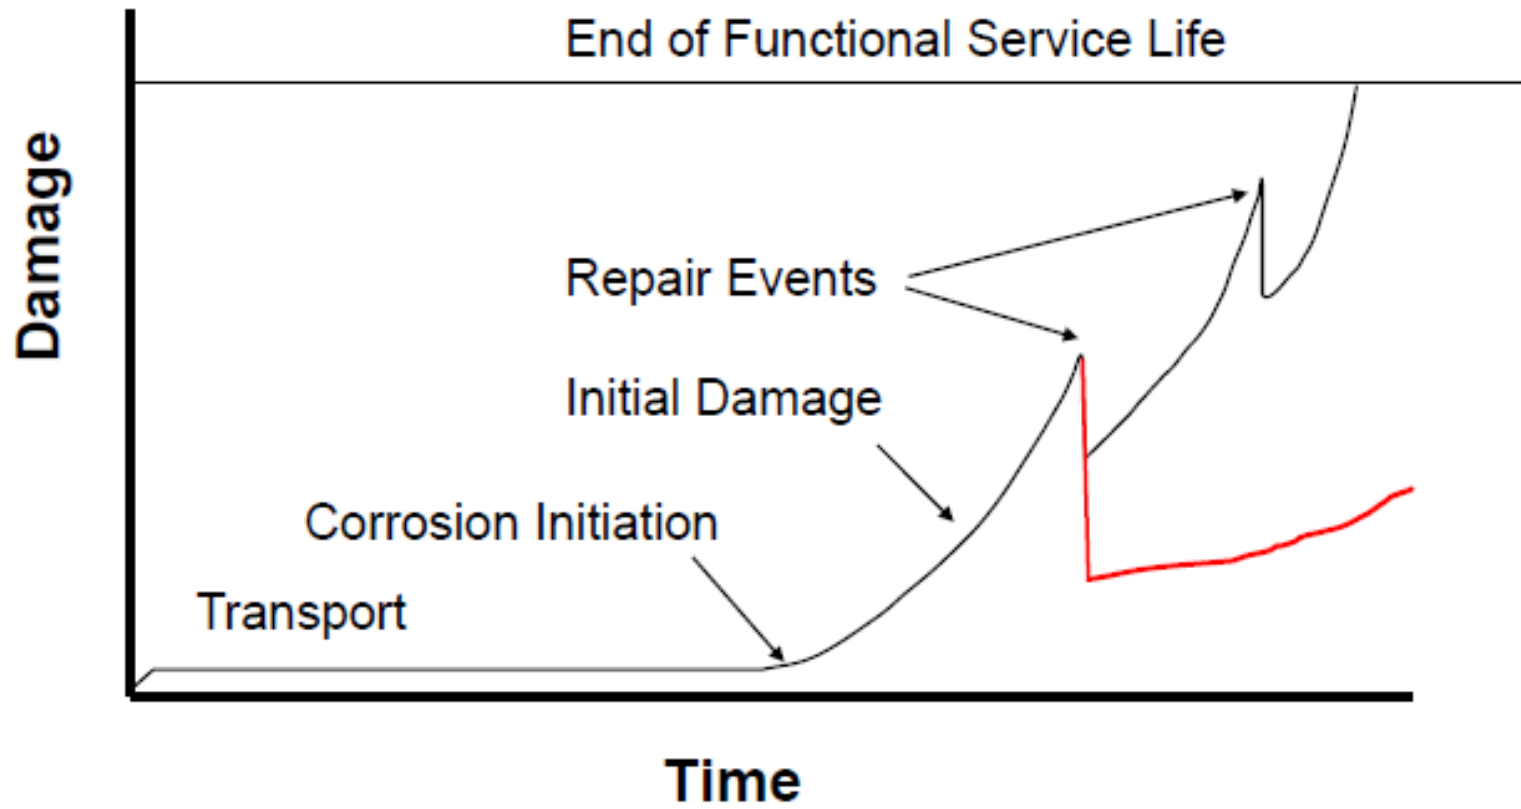 End of Functional Service Life
Damage
Repair Events
Initial Damage
Corrosion Initiation
Transport
Time